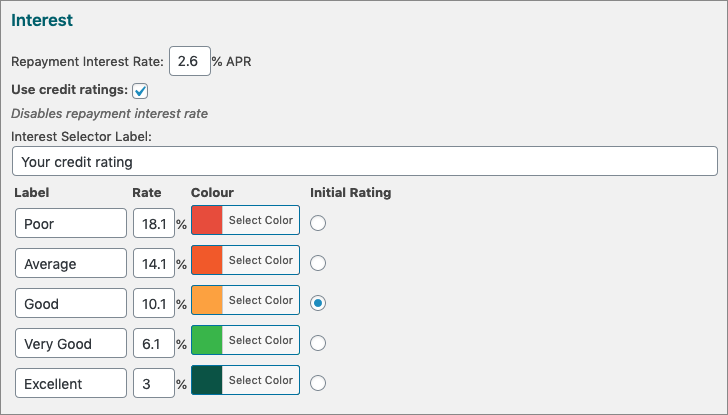 Interest
Repayment Interest Rate: 2.6 % APR
Use credit ratings:
Disables repayment interest rate
Interest Selector Label:
Your credit rating
Label Rate Colour Initial Rating
Poor 18.1 % Select Color
Average 14.1 % Select Color
Good 10.1 % Select Color
Very Good 6.1 % Select Color
Excellent 3 % Select Color